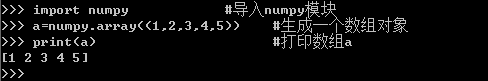 >>> import numpy #导入numpy模块
>>> a=numpy.array((1,2,3,4,5)) #生成一个数组对象
>>> print(a) #打印数组a
[1 2 3 4 5]
>>>